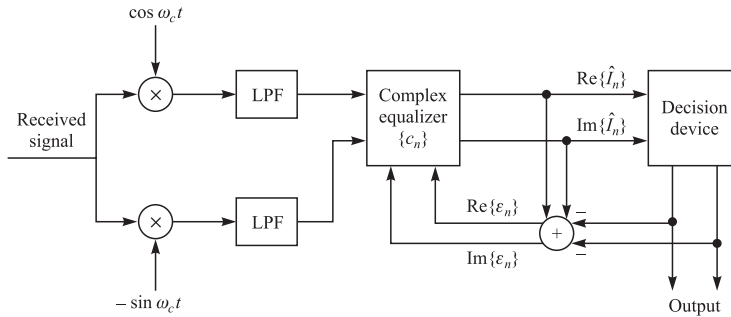 cos ω_c t
Received
signal
×
LPF
Complex
equalizer
{c_n}
Re{Î_n}
Im{Î_n}
Decision
device
×
LPF
Re{ε_n}
Im{ε_n}
+
−
−
− sin ω_c t
Output